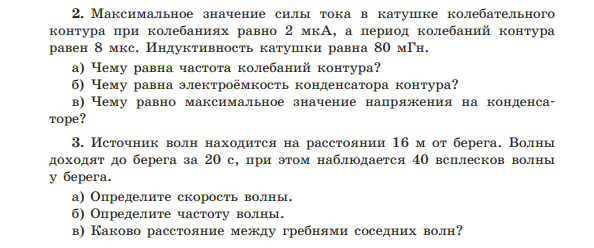 2. Максимальное значение силы тока в катушке колебательного
контура при колебаниях равно 2 мкА, а период колебаний контура
равен 8 мкс. Индуктивность катушки равна 80 мГн.
а) Чему равна частота колебаний контура?
б) Чему равна электроёмкость конденсатора контура?
в) Чему равно максимальное значение напряжения на конденса-
торе?
3. Источник волн находится на расстоянии 16 м от берега. Волны
доходят до берега за 20 с, при этом наблюдается 40 всплесков волны
у берега.
а) Определите скорость волны.
б) Определите частоту волны.
в) Каково расстояние между гребнями соседних волн?